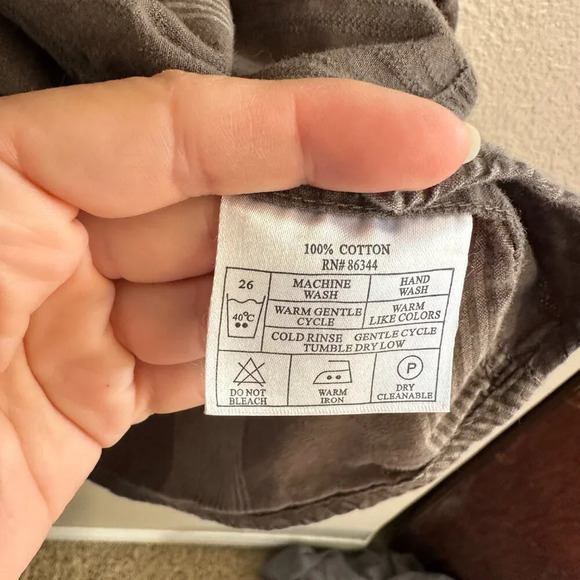 100% COTTON
RN# 86344
26
40°C
MACHINE
WASH
HAND
WASH
WARM GENTLE
CYCLE
WARM
LIKE COLORS
COLD RINSE GENTLE CYCLE
TUMBLE DRY LOW
DO NOT
BLEACH
WARM
IRON
P
DRY
CLEANABLE